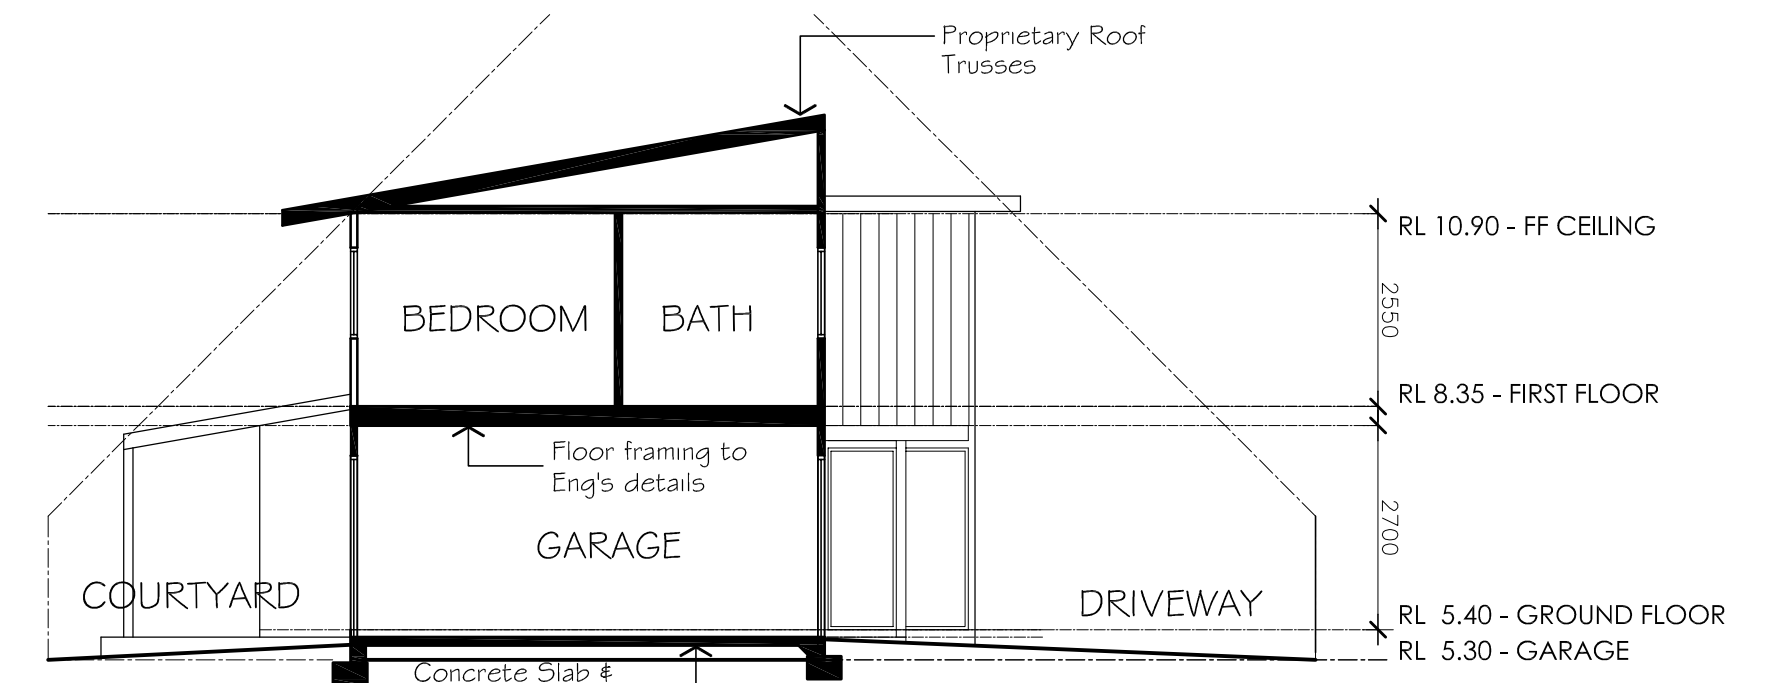 Proprietary Roof
Trusses
RL 10.90 - FF CEILING
2550
BEDROOM
BATH
RL 8.35 - FIRST FLOOR
Floor framing to
Eng's details
2700
GARAGE
COURTYARD
DRIVEWAY
RL 5.40 - GROUND FLOOR
RL 5.30 - GARAGE
Concrete Slab &